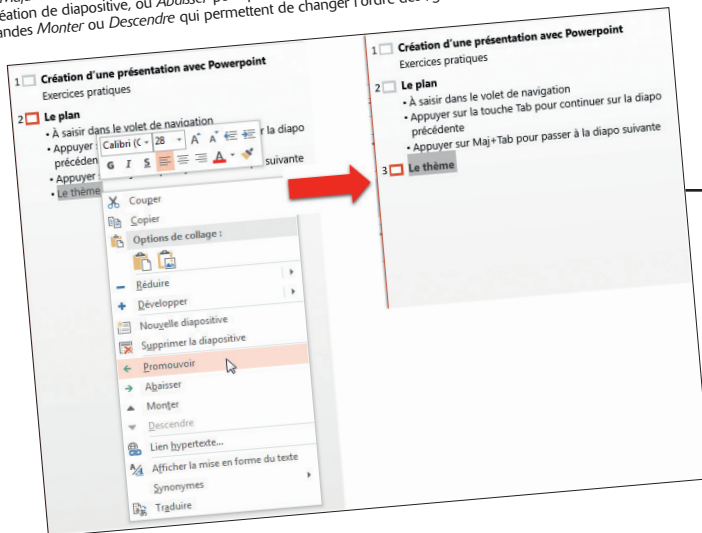 éation de diapositive, ou Abaisser
andes Monter ou Descendre qui permettent de changer l'ordre des
1 Création d'une présentation avec Powerpoint
Exercices pratiques
2 Le plan
• À saisir dans le volet de navigation
• Appuyer r la diapo
précéden
• Appuyer suivante
• Le thème
Calibri (C 28 A A
G I S A
Couper
Copier
Options de collage :
Réduire
Développer
Nouvelle diapositive
Supprimer la diapositive
Promouvoir
Abaisser
Monter
Descendre
Lien hypertexte...
Afficher la mise en forme du texte
Synonymes
Traduire
1 Création d'une présentation avec Powerpoint
Exercices pratiques
2 Le plan
• À saisir dans le volet de navigation
• Appuyer sur la touche Tab pour continuer sur la diapo
précédente
• Appuyer sur Maj+Tab pour passer à la diapo suivante
3 Le thème